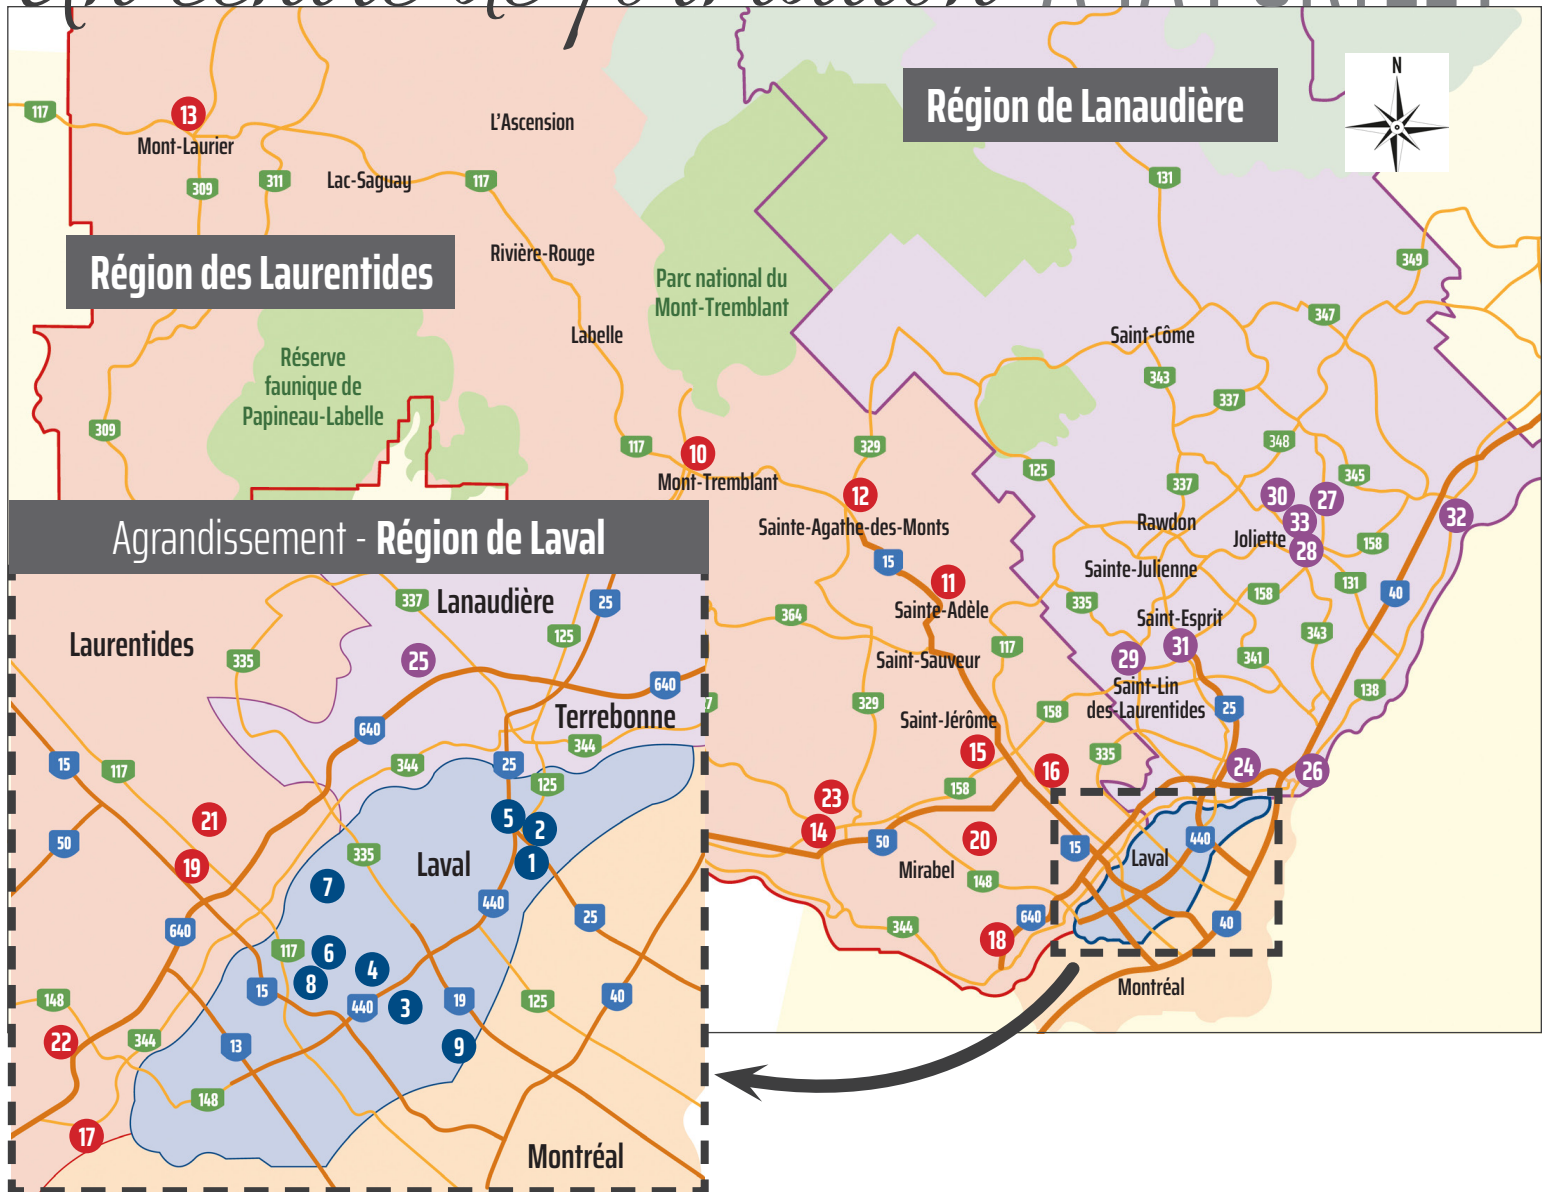 Un centre de formation
N
Région de Lanaudière
117
13
Mont-Laurier
L'Ascension
309
311
Lac-Saguay
117
131
Région des Laurentides
Rivière-Rouge
Parc national du
Mont-Tremblant
349
Labelle
347
Saint-Côme
Réserve
faunique de
Papineau-Labelle
343
337
309
117
10
Mont-Tremblant
329
348
125
345
337
12
Sainte-Agathe-des-Monts
30
27
33
32
Rawdon
Joliette
28
158
15
11
Sainte-Adèle
Sainte-Julienne
131
40
158
335
364
Saint-Esprit
343
Saint-Sauveur
117
29
31
341
Saint-Lin
des-Laurentides
138
329
Saint-Jérôme
158
25
15
16
335
24
26
158
23
14
50
20
Mirabel
148
15
Laval
440
344
640
18
40
Montréal
Agrandissement - Région de Laval
337
Lanaudière
25
Laurentides
335
125
25
640
7
Terrebonne
640
344
15
117
344
25
125
21
50
5
2
19
335
Laval
1
7
440
25
640
117
6
8
4
15
440
3
19
125
40
148
22
344
13
9
148
17
Montréal